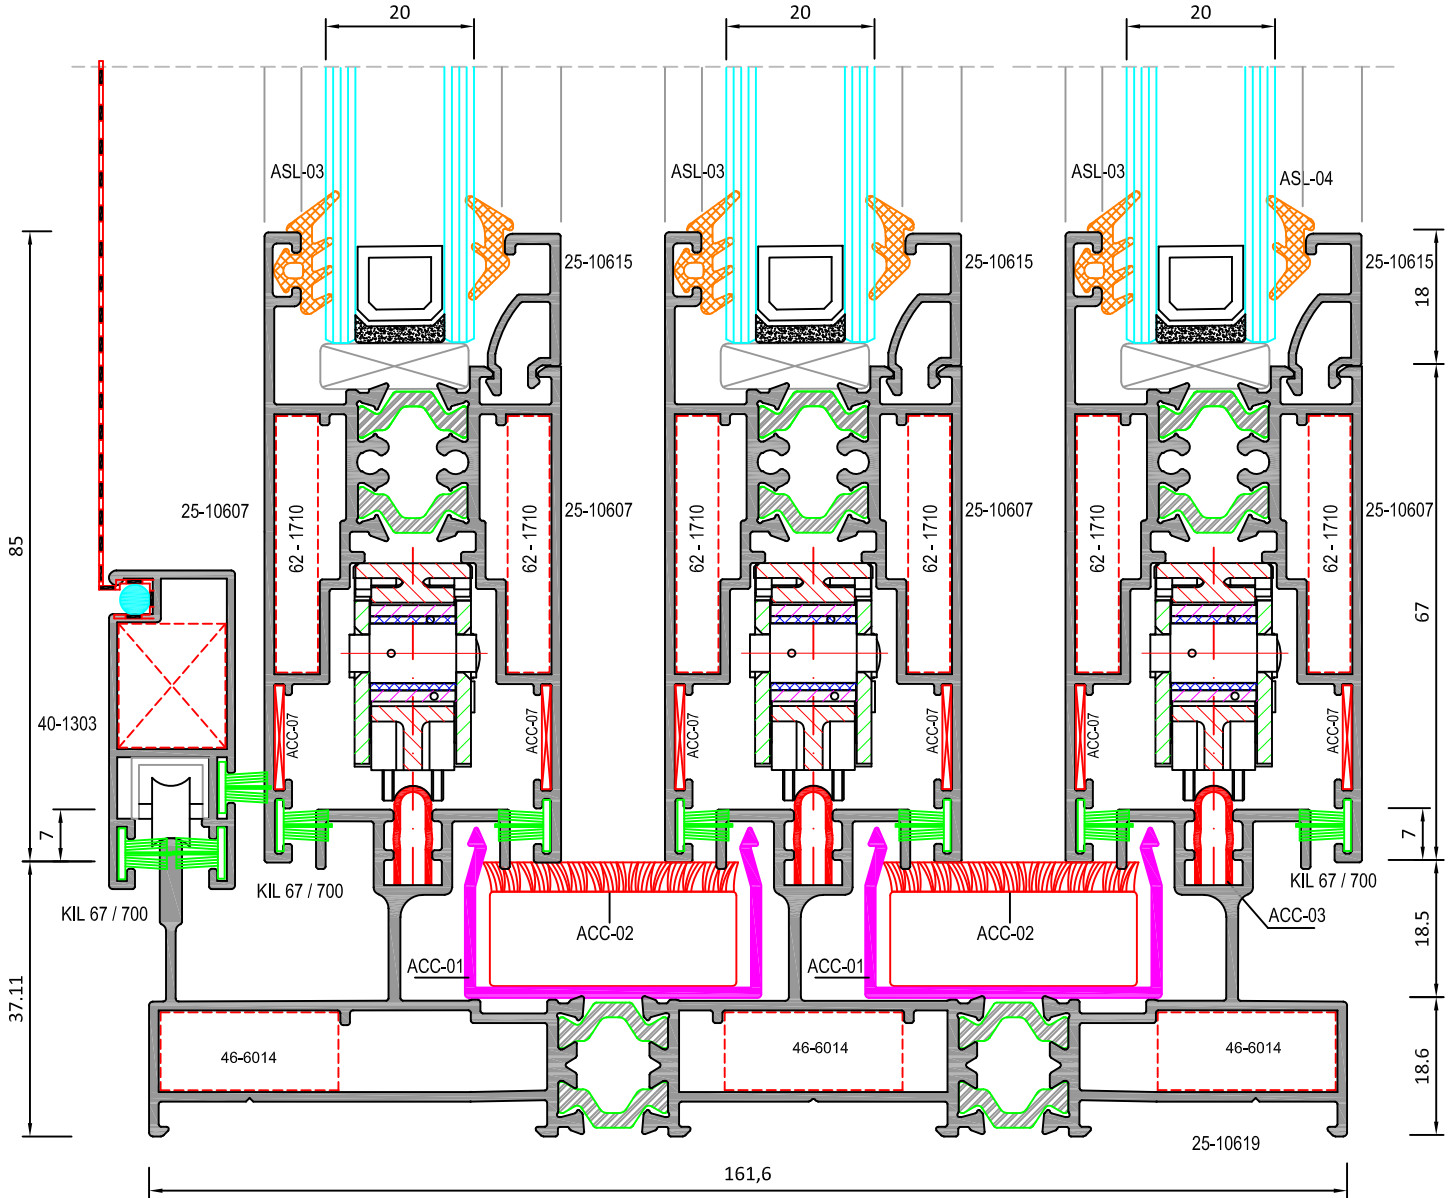 20 20 20
ASL-03 ASL-03 ASL-03 ASL-04
25-10615 25-10615 25-10615
18
25-10607 25-10607 25-10607 25-10607
62 - 1710 62 - 1710 62 - 1710 62 - 1710 62 - 1710 62 - 1710
85
67
40-1303
ACC-07 ACC-07 ACC-07 ACC-07 ACC-07 ACC-07
7 7
KIL 67 / 700 KIL 67 / 700 KIL 67 / 700
ACC-03
ACC-02 ACC-02
18.5
ACC-01 ACC-01
37.11
46-6014 46-6014 46-6014
18.6
25-10619
161,6